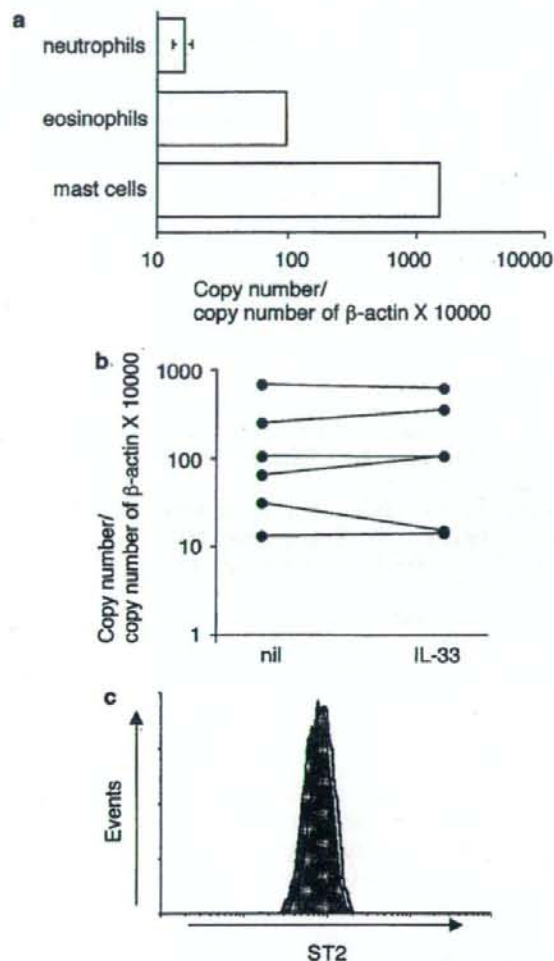 a
neutrophils
eosinophils
mast cells
10 100 1000 10000
Copy number/
copy number of β-actin X 10000
b
Copy number/
copy number of β-actin X 10000
1000
100
10
1
nil IL-33
c
Events
ST2